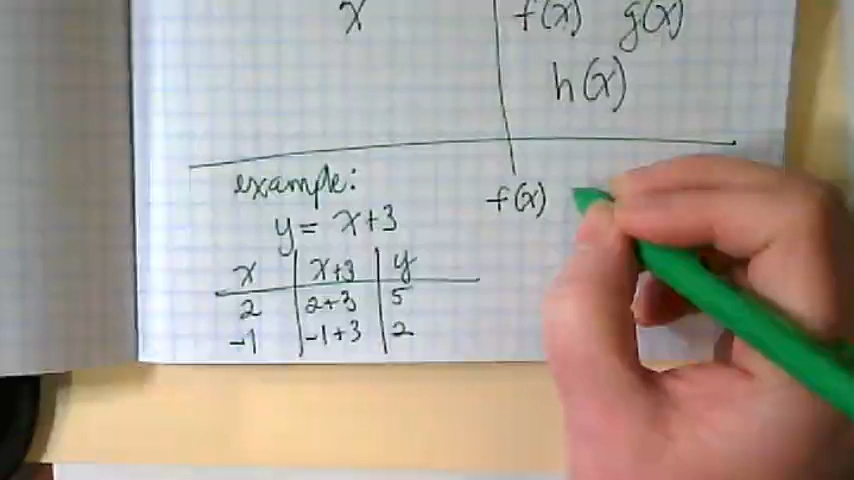 x f(x) g(x)
h(x)
example:
y = x+3 f(x)
x x+3 y
2 2+3 5
-1 -1+3 2